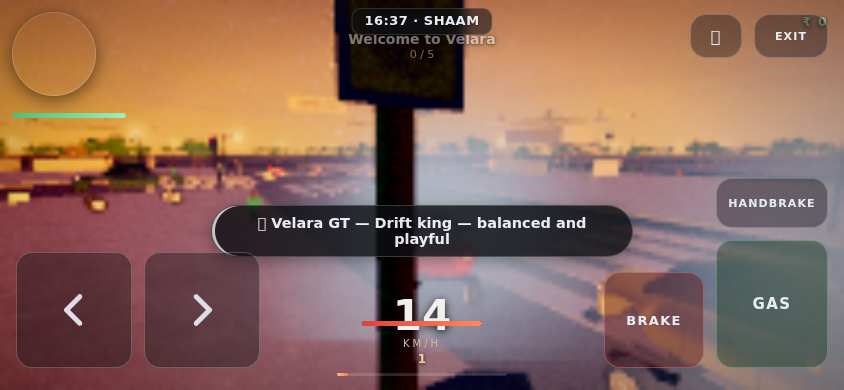 16:37 · SHAAM
Welcome to Velara
0 / 5
₹ 0
EXIT
HANDBRAKE
Velara GT — Drift king — balanced and
playful
14
KM/H
1
BRAKE
GAS